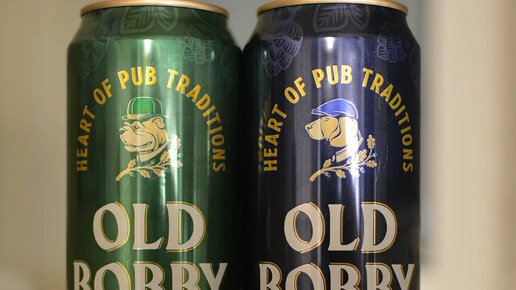 HEART OF PUB TRADITIONS
OLD
BOBBY
HEART OF PUB TRADITIONS
OLD
BOBBY